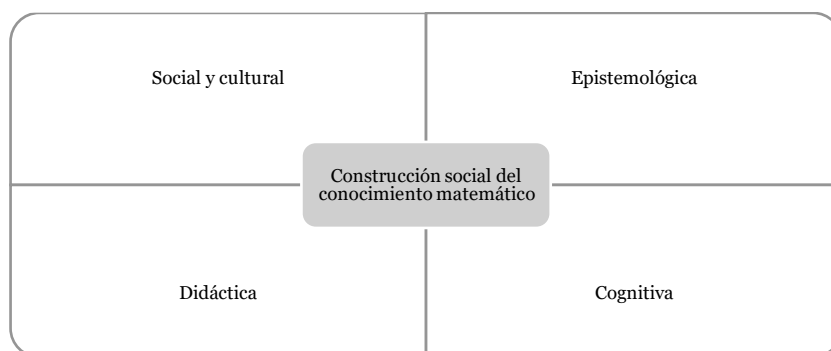 Social y cultural
Epistemológica
Construcción social del
conocimiento matemático
Didáctica
Cognitiva